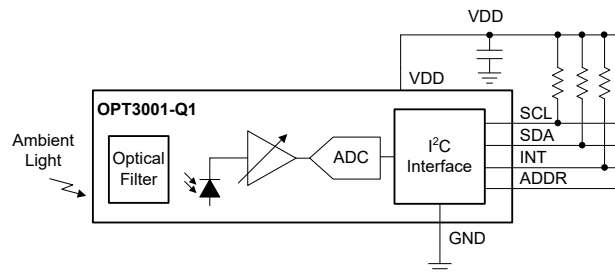 VDD
VDD
OPT3001-Q1
Ambient
Light
Optical
Filter
ADC
I²C
Interface
SCL
SDA
INT
ADDR
GND